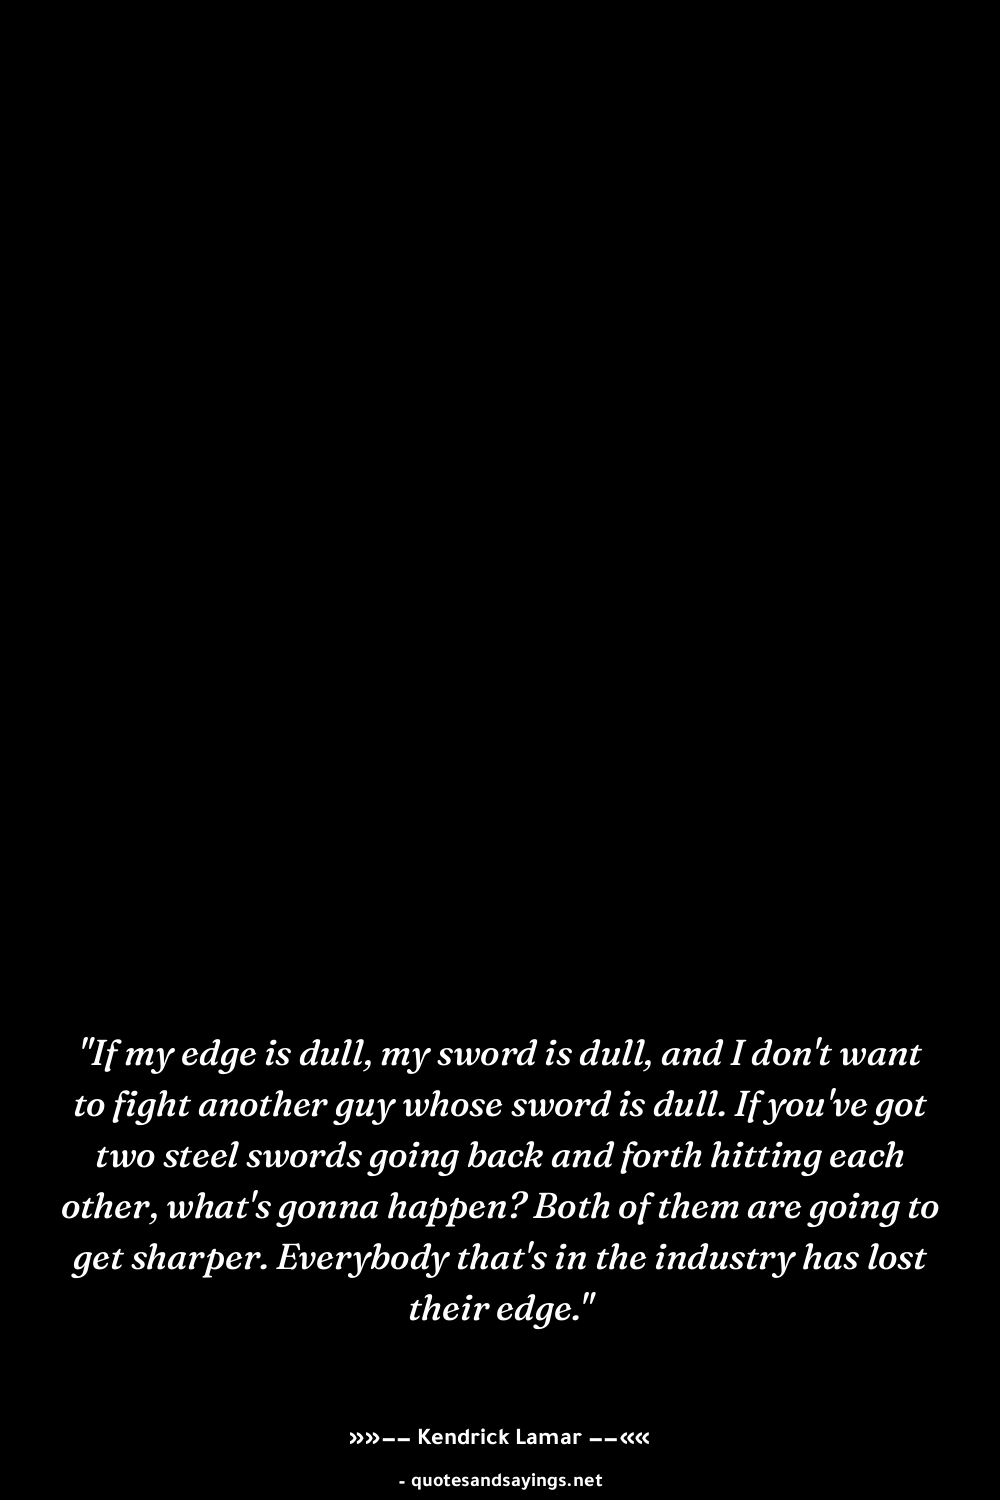 "If my edge is dull, my sword is dull, and I don't want
to fight another guy whose sword is dull. If you've got
two steel swords going back and forth hitting each
other, what's gonna happen? Both of them are going to
get sharper. Everybody that's in the industry has lost
their edge."
»»−− Kendrick Lamar −−««
- quotesandsayings.net